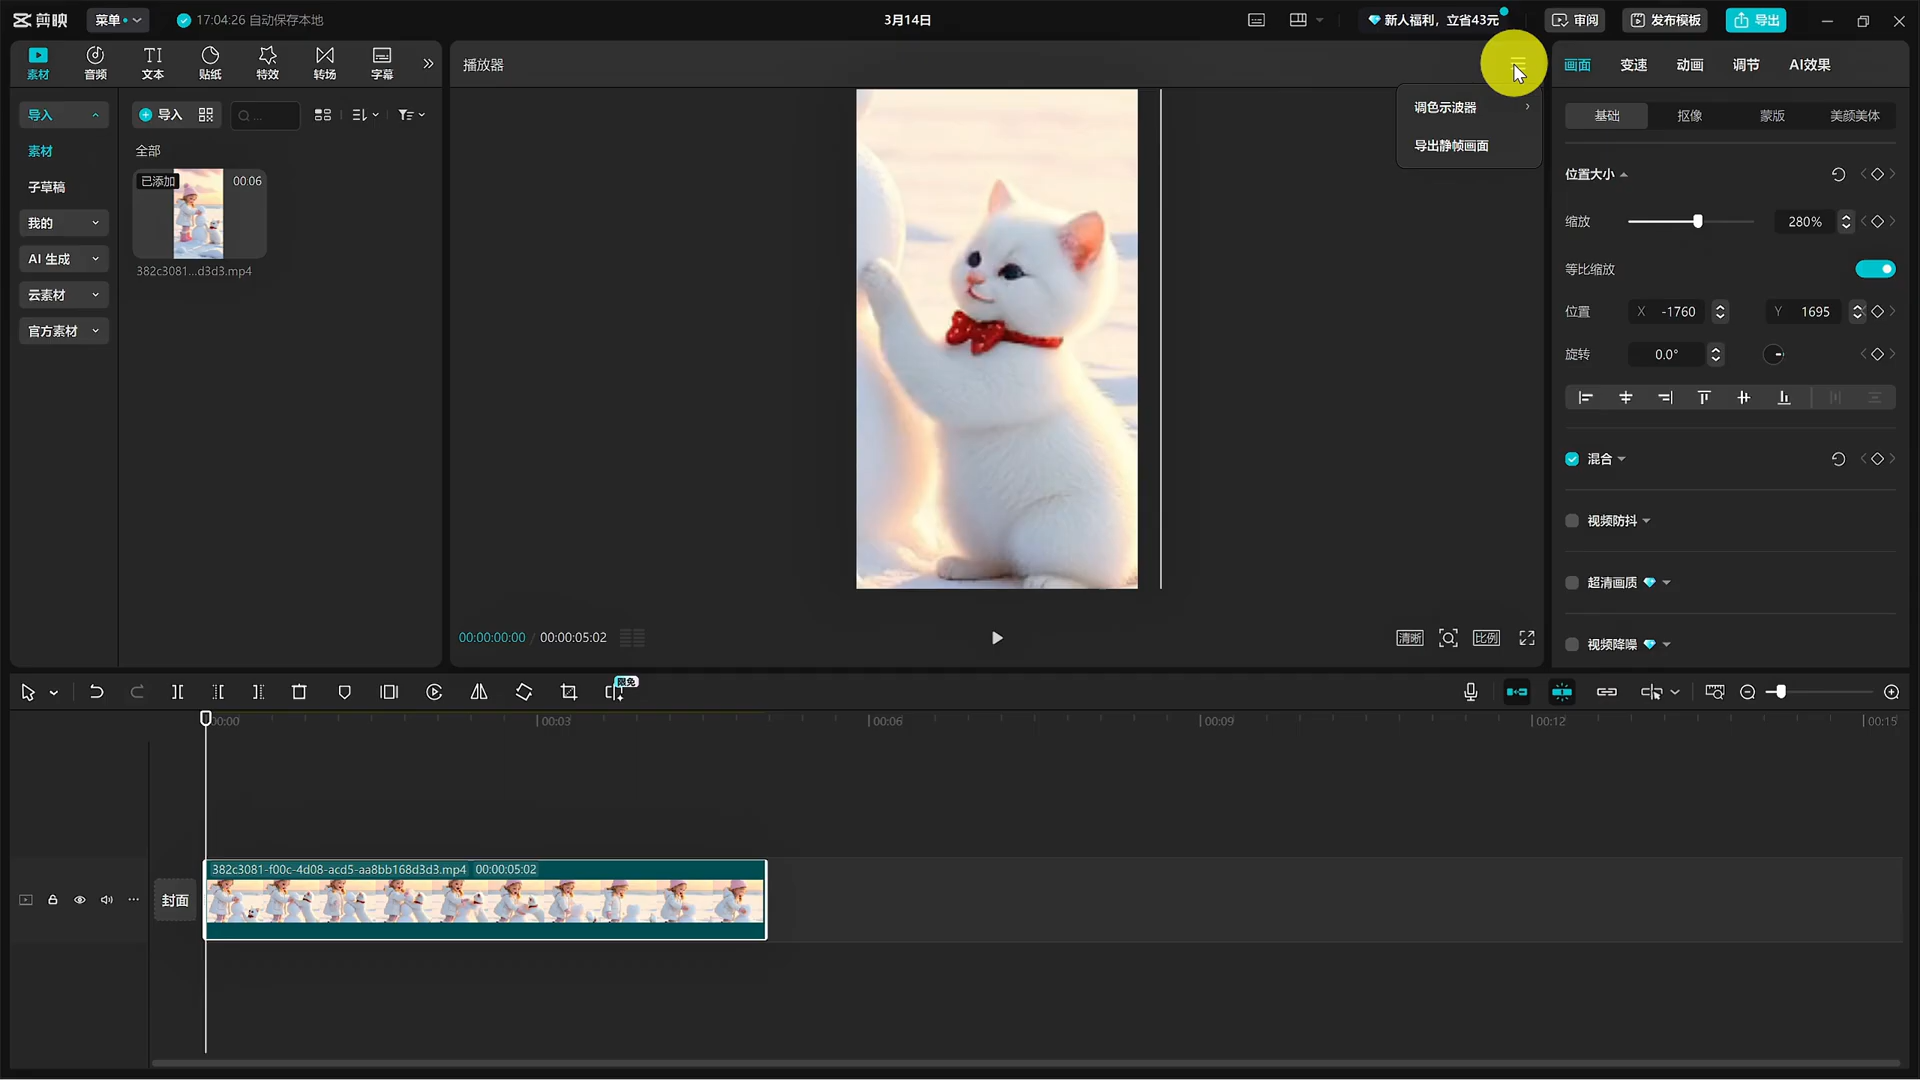 剪映
菜单
17:04:26 自动保存本地
3月14日
新人福利，立省43元
审阅
发布模板
导出
素材
音频
文本
贴纸
特效
转场
字幕
播放器
画面
变速
动画
调节
AI效果
调色示波器
导出静帧画面
导入
素材
子草稿
我的
AI 生成
云素材
官方素材
导入
...
全部
已添加
00:06
382c3081...d3d3.mp4
基础
抠像
蒙版
美颜美体
位置大小
缩放
280%
等比缩放
位置
X -1760
Y 1695
旋转
0.0°
混合
视频防抖
超清画质
视频降噪
00:00:00:00 / 00:00:05:02
清晰
比例
限免
00:00
00:03
00:06
00:09
00:12
00:15
封面
382c3081-f00c-4d08-acd5-aa8bb168d3d3.mp4 00:00:05:02